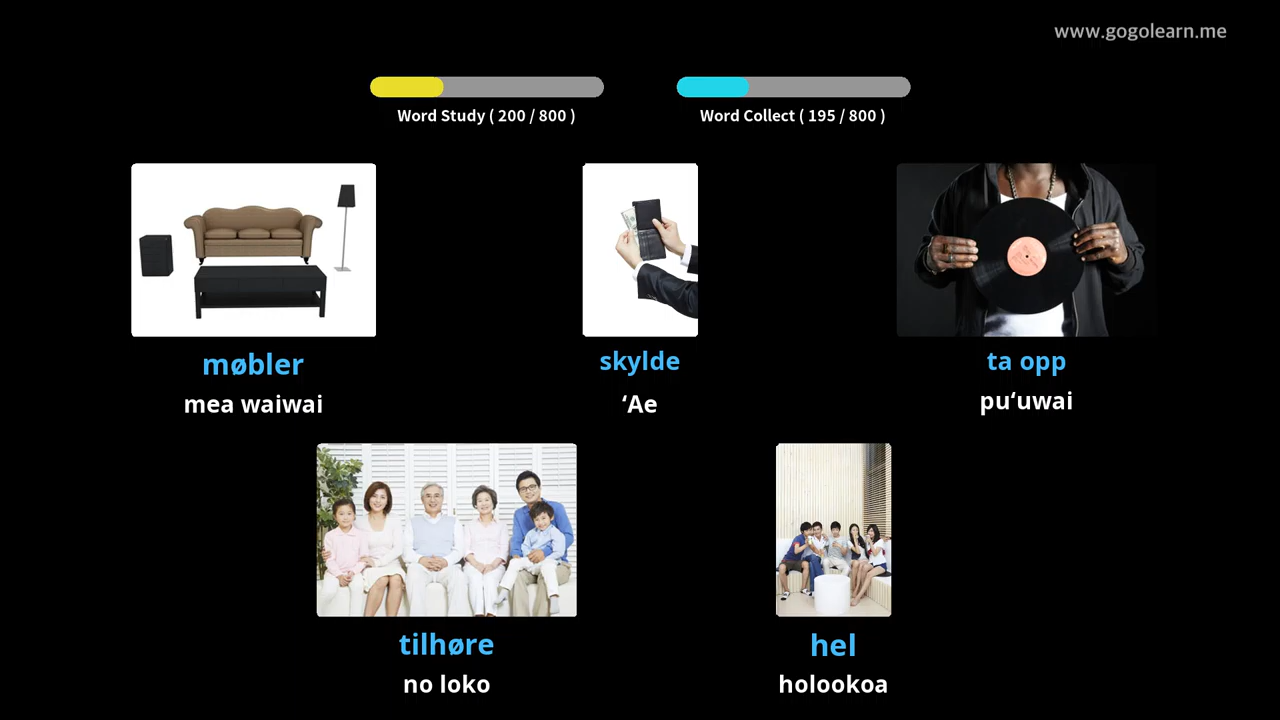 www.gogolearn.me
Word Study ( 200 / 800 )
Word Collect ( 195 / 800 )
møbler
mea waiwai
skylde
ʻAe
ta opp
puʻuwai
tilhøre
no loko
hel
holookoa